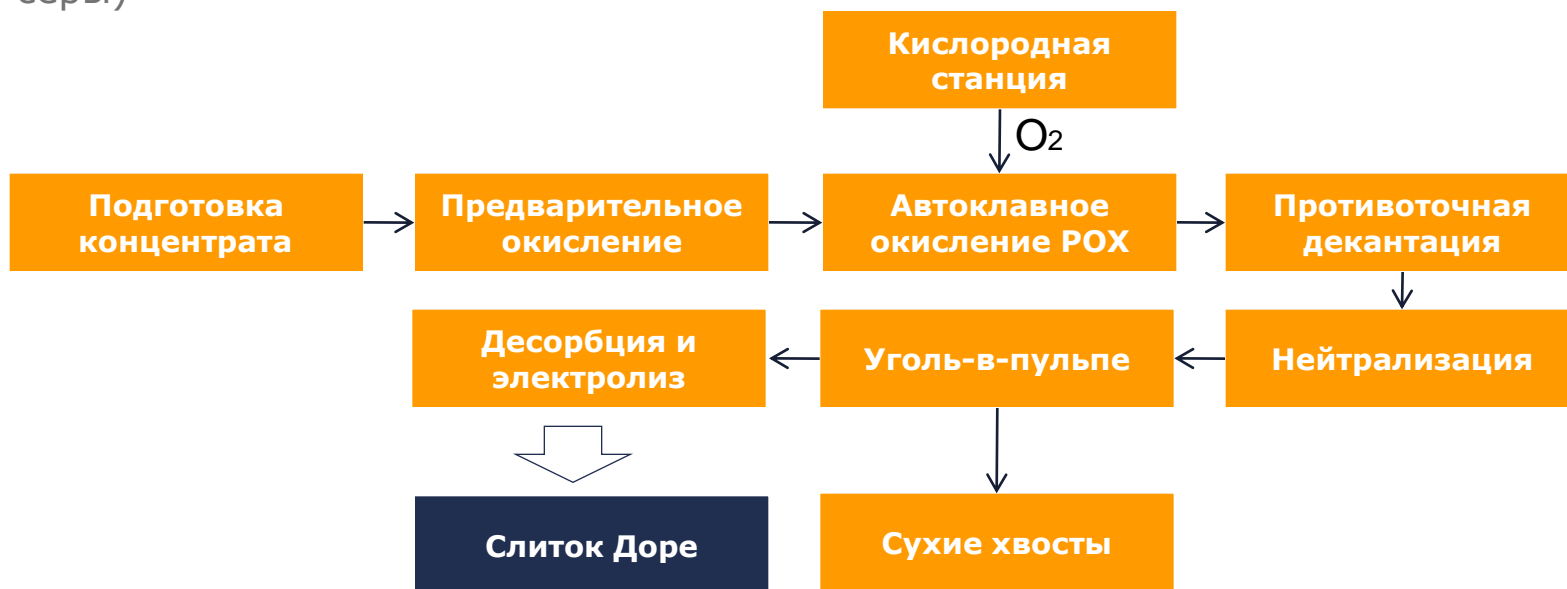 серы)
Кислородная
станция
O2
Подготовка
концентрата
Предварительное
окисление
Автоклавное
окисление POX
Противоточная
декантация
Десорбция и
электролиз
Уголь-в-пульпе
Нейтрализация
Слиток Доре
Сухие хвосты